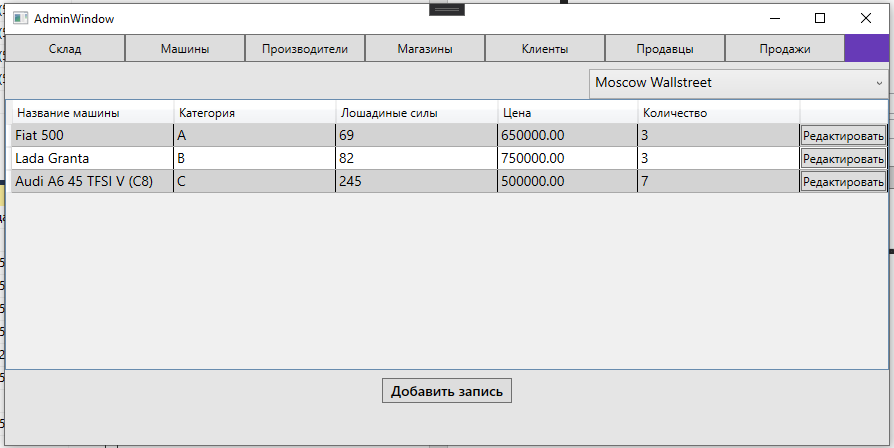 AdminWindow
Склад Машины Производители Магазины Клиенты Продавцы Продажи
Moscow Wallstreet
Название машины Категория Лошадиные силы Цена Количество
Fiat 500 A 69 650000.00 3 Редактировать
Lada Granta B 82 750000.00 3 Редактировать
Audi A6 45 TFSI V (C8) C 245 500000.00 7 Редактировать
Добавить запись